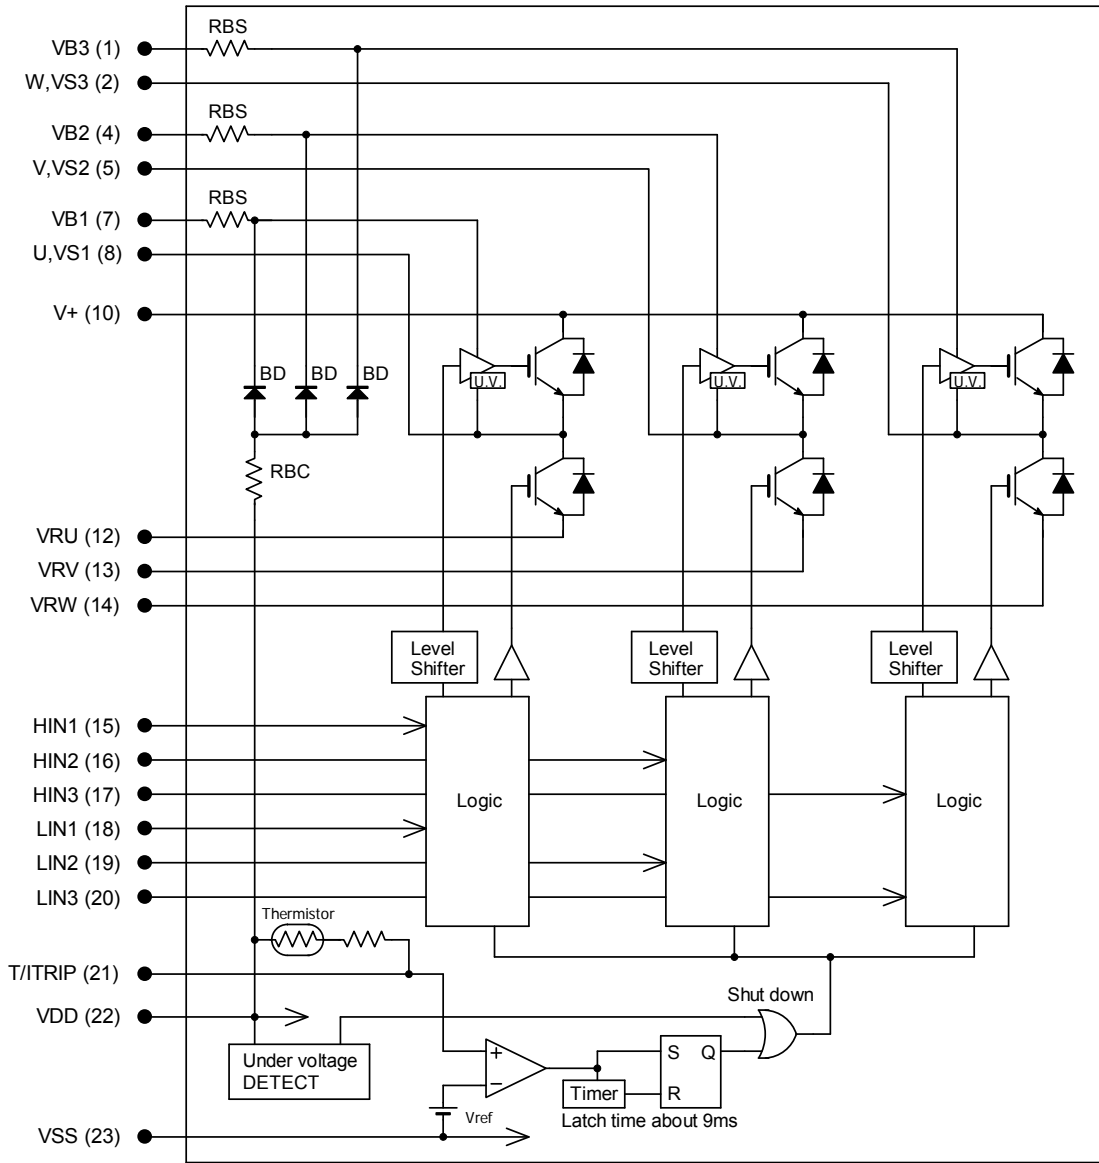 RBS
VB3 (1)
W,VS3 (2)
RBS
VB2 (4)
V,VS2 (5)
RBS
VB1 (7)
U,VS1 (8)
V+ (10)
BD
BD
BD
U.V.
U.V.
U.V.
RBC
VRU (12)
VRV (13)
VRW (14)
Level
Shifter
Level
Shifter
Level
Shifter
HIN1 (15)
HIN2 (16)
HIN3 (17)
LIN1 (18)
LIN2 (19)
LIN3 (20)
Logic
Logic
Logic
Thermistor
T/ITRIP (21)
VDD (22)
Shut down
Under voltage
DETECT
+
−
S
Q
R
Timer
Vref
Latch time about 9ms
VSS (23)